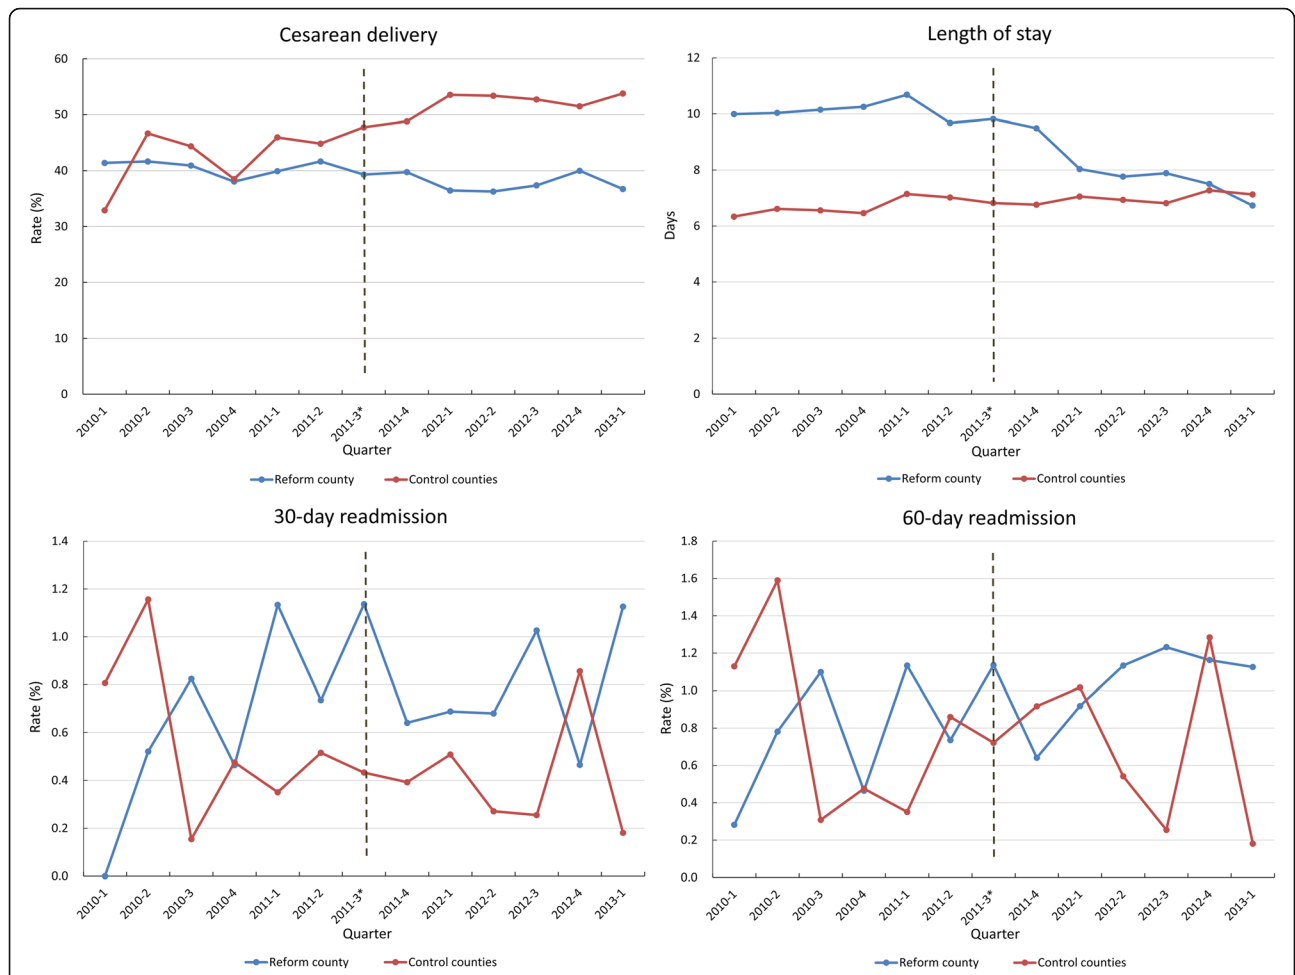 Cesarean delivery
60
50
40
30
20
10
0
Rate (%)
2010-1 2010-2 2010-3 2010-4 2011-1 2011-2 2011-3* 2011-4 2012-1 2012-2 2012-3 2012-4 2013-1
Quarter
Reform county Control counties
Length of stay
12
10
8
6
4
2
0
Days
2010-1 2010-2 2010-3 2010-4 2011-1 2011-2 2011-3* 2011-4 2012-1 2012-2 2012-3 2012-4 2013-1
Quarter
Reform county Control counties
30-day readmission
1.4
1.2
1.0
0.8
0.6
0.4
0.2
0.0
Rate (%)
2010-1 2010-2 2010-3 2010-4 2011-1 2011-2 2011-3* 2011-4 2012-1 2012-2 2012-3 2012-4 2013-1
Quarter
Reform county Control counties
60-day readmission
1.8
1.6
1.4
1.2
1.0
0.8
0.6
0.4
0.2
0.0
Rate (%)
2010-1 2010-2 2010-3 2010-4 2011-1 2011-2 2011-3* 2011-4 2012-1 2012-2 2012-3 2012-4 2013-1
Quarter
Reform county Control counties